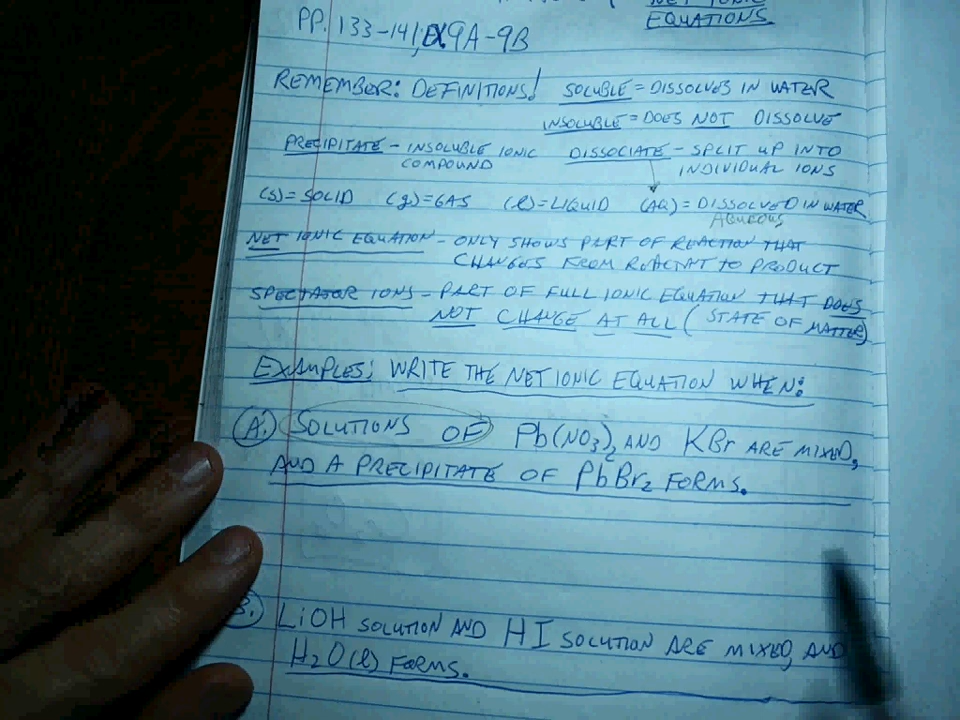 NET IONIC
EQUATIONS
PP. 133-141; EX 9A-9B
REMEMBER: DEFINITIONS! SOLUBLE = DISSOLVES IN WATER
INSOLUBLE = DOES NOT DISSOLVE
PRECIPITATE - INSOLUBLE IONIC COMPOUND DISSOCIATE - SPLIT UP INTO INDIVIDUAL IONS
(s) = SOLID (g) = GAS (l) = LIQUID (AQ) = DISSOLVED IN WATER
AQUEOUS
NET IONIC EQUATION - ONLY SHOWS PART OF REACTION THAT
CHANGES FROM REACTAT TO PRODUCT
SPECTATOR IONS - PART OF FULL IONIC EQUATION THAT DOES
NOT CHANGE AT ALL (STATE OF MATTER)
EXAMPLES: WRITE THE NET IONIC EQUATION WHEN:
A. SOLUTIONS OF Pb(NO3)2 AND KBr ARE MIXED,
AND A PRECIPITATE OF PbBr2 FORMS.
B. LiOH SOLUTION AND HI SOLUTION ARE MIXED, AND
H2O(l) FORMS.